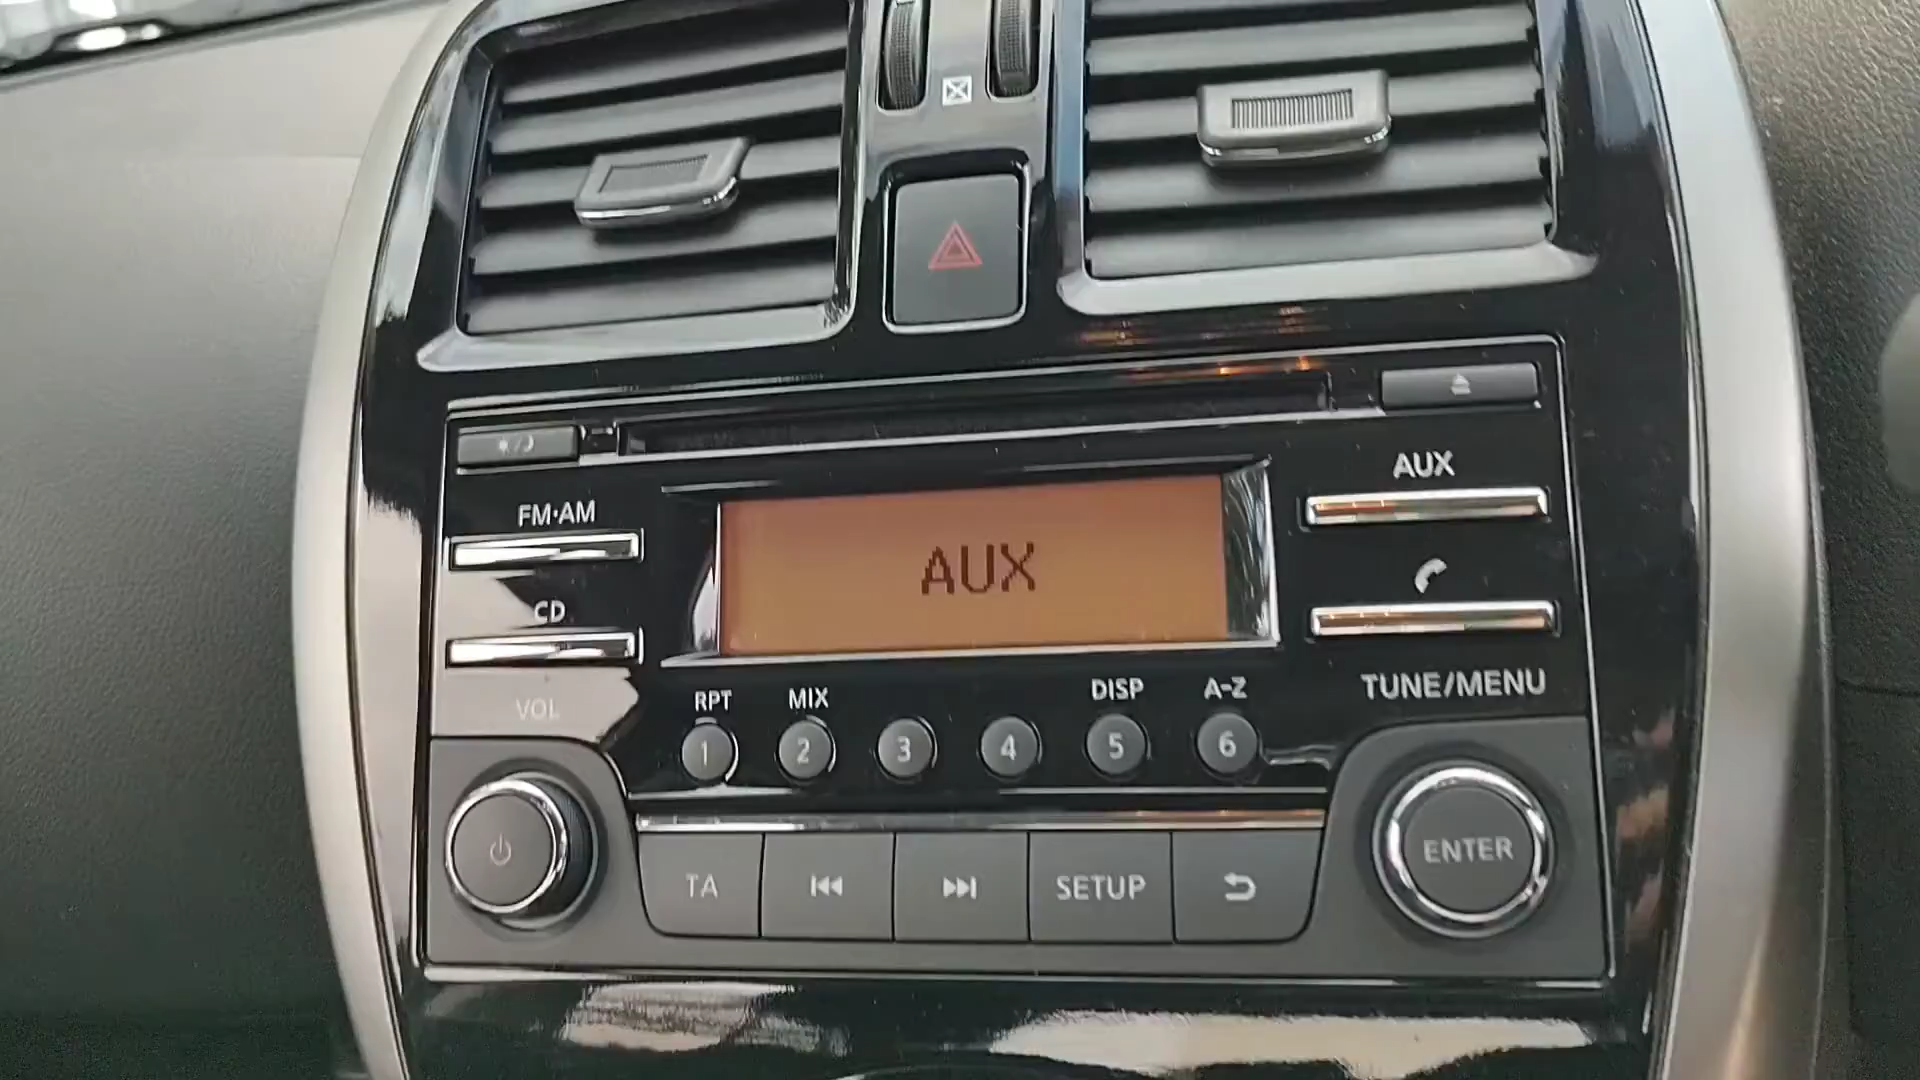 AUX
FM·AM
AUX
CD
RPT MIX DISP A-Z
TUNE/MENU
VOL
1 2 3 4 5 6
TA SETUP
ENTER